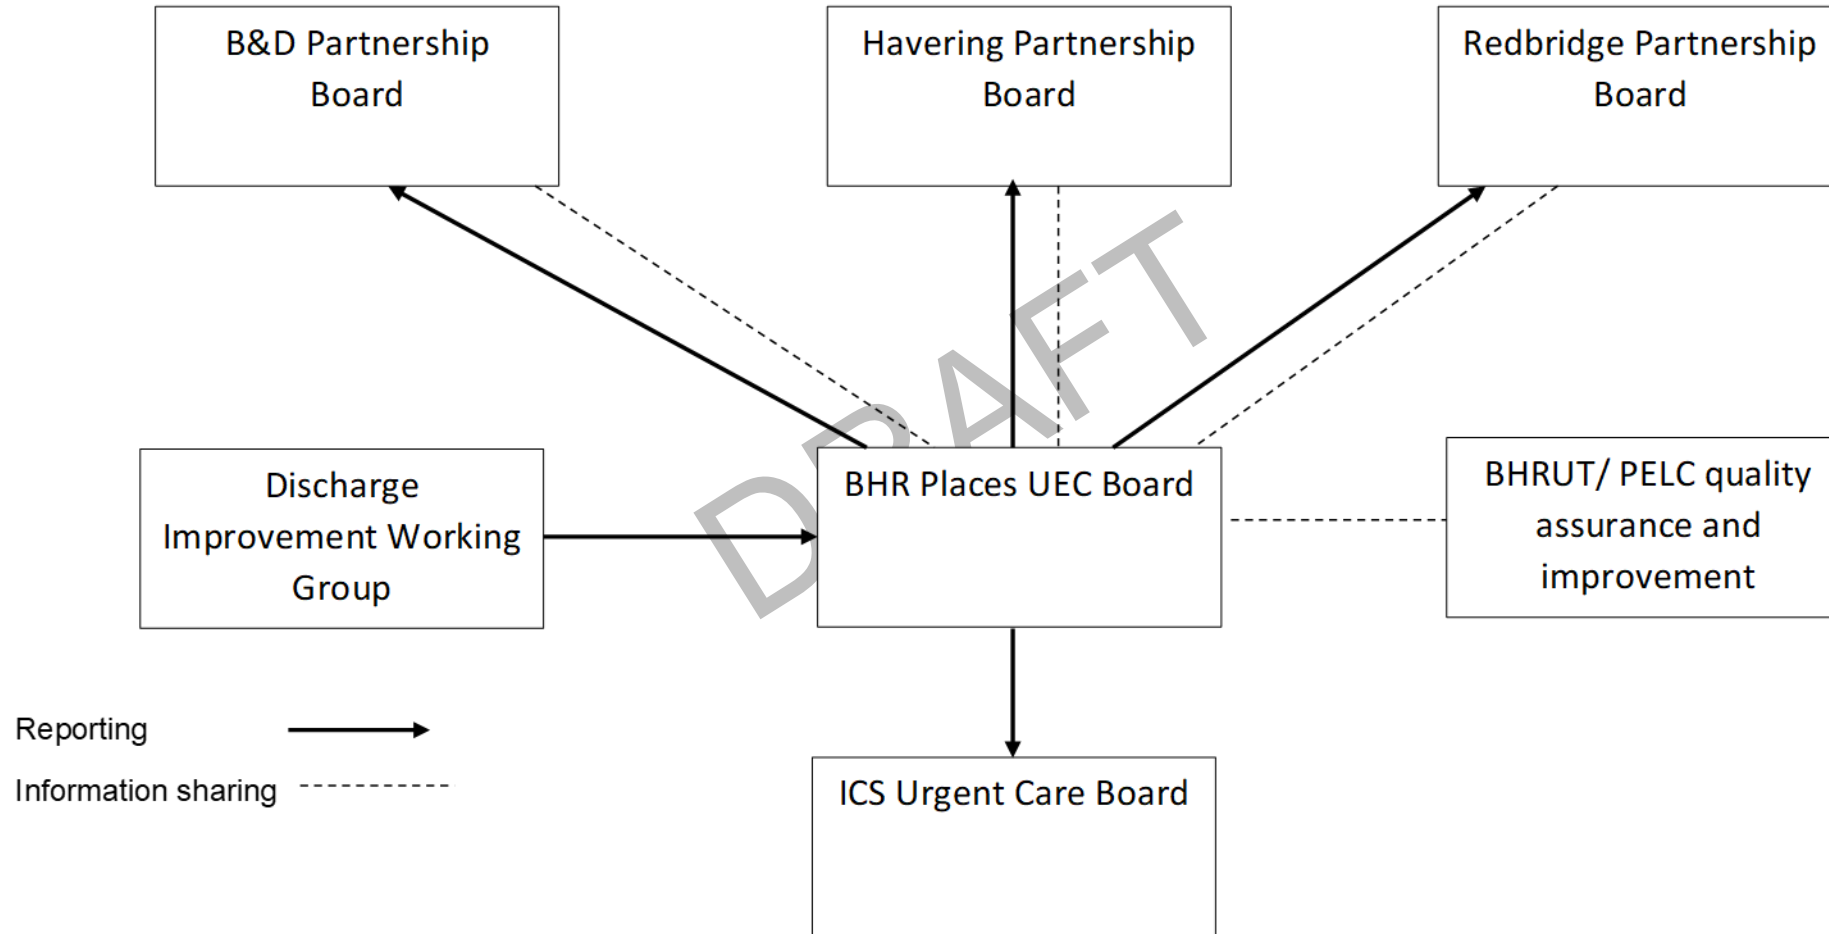 B&D Partnership
Board
Havering Partnership
Board
Redbridge Partnership
Board
DRAFT
Discharge
Improvement Working
Group
BHR Places UEC Board
BHRUT/ PELC quality
assurance and
improvement
Reporting
Information sharing
ICS Urgent Care Board